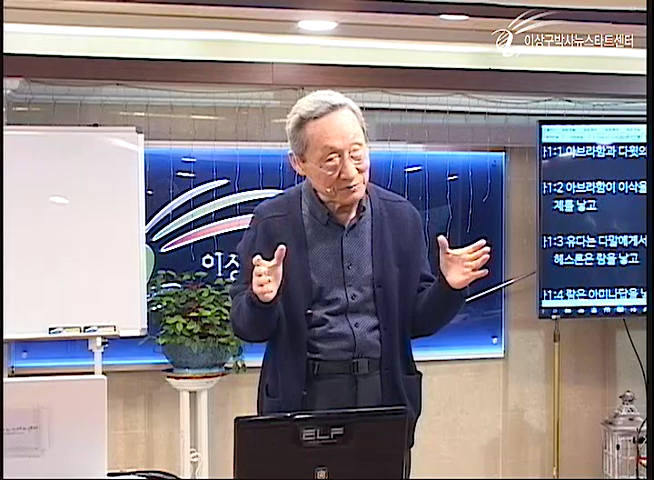 이상구박사뉴스타트센터
1:1 아브라함과 다윗의
1:2 아브라함이 이삭을
계를 낳고
1:3 유다는 다말에게서
헤스론은 람을 낳고
1:4 람은 아미나답을
이상
ELF